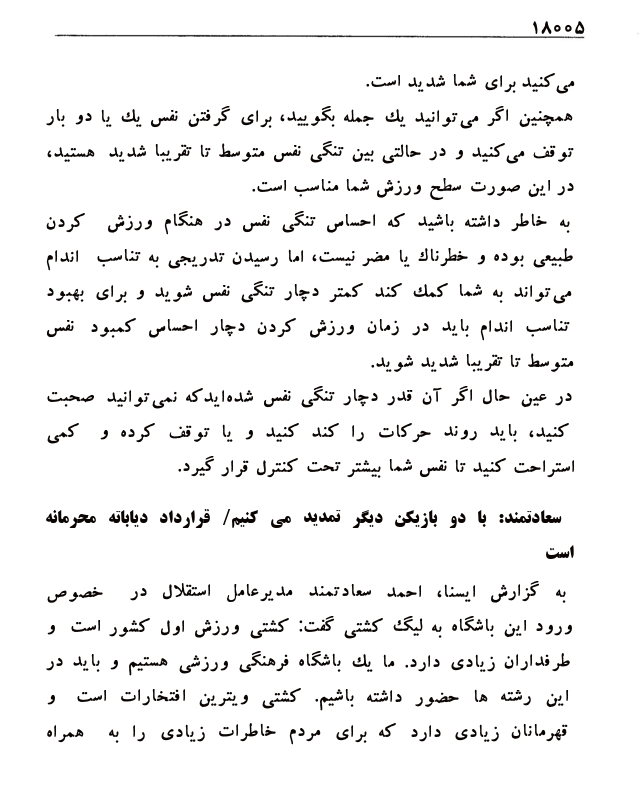 ۱۸۰۰۵
می‌کنید برای شما شدید است.
همچنین اگر می‌توانید یك جمله بگویید، برای گرفتن نفس یك یا دو بار
توقف می‌کنید و در حالتی بین تنگی نفس متوسط تا تقریبا شدید هستید،
در این صورت سطح ورزش شما مناسب است.
به خاطر داشته باشید که احساس تنگی نفس در هنگام ورزش کردن
طبیعی بوده و خطرناك یا مضر نیست، اما رسیدن تدریجی به تناسب اندام
می‌تواند به شما کمك کند کمتر دچار تنگی نفس شوید و برای بهبود
تناسب اندام باید در زمان ورزش کردن دچار احساس کمبود نفس
متوسط تا تقریبا شدید شوید.
در عین حال اگر آن قدر دچار تنگی نفس شده‌ایدکه نمی‌توانید صحبت
کنید، باید روند حرکات را کند کنید و یا توقف کرده و کمی
استراحت کنید تا نفس شما بیشتر تحت کنترل قرار گیرد.
سعادتمند: با دو بازیکن دیگر تمدید می کنیم/ قرارداد دیاباته محرمانه
است
به گزارش ایسنا، احمد سعادتمند مدیرعامل استقلال در خصوص
ورود این باشگاه به لیگ کشتی گفت: کشتی ورزش اول کشور است و
طرفداران زیادی دارد. ما یك باشگاه فرهنگی ورزشی هستیم و باید در
این رشته ها حضور داشته باشیم. کشتی ویترین افتخارات است و
قهرمانان زیادی دارد که برای مردم خاطرات زیادی را به همراه